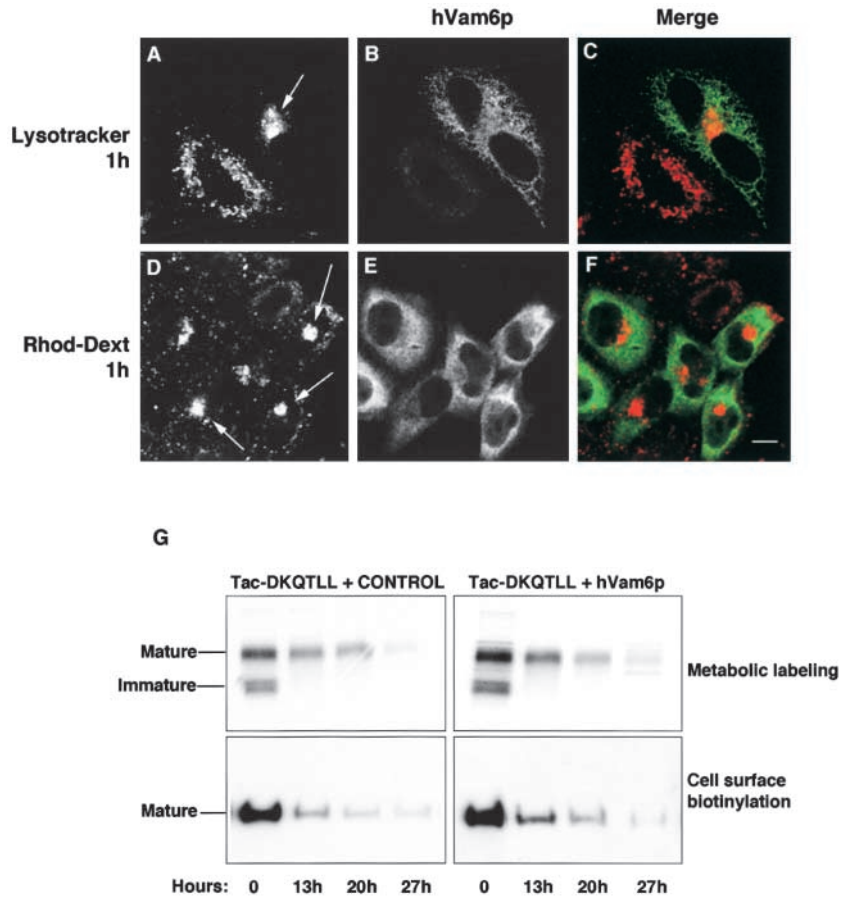 hVam6p Merge
A B C
Lysotracker
1h
D E F
Rhod-Dext
1h
G
Tac-DKQTLL + CONTROL Tac-DKQTLL + hVam6p
Mature
Immature
Metabolic labeling
Mature
Cell surface
biotinylation
Hours: 0 13h 20h 27h 0 13h 20h 27h